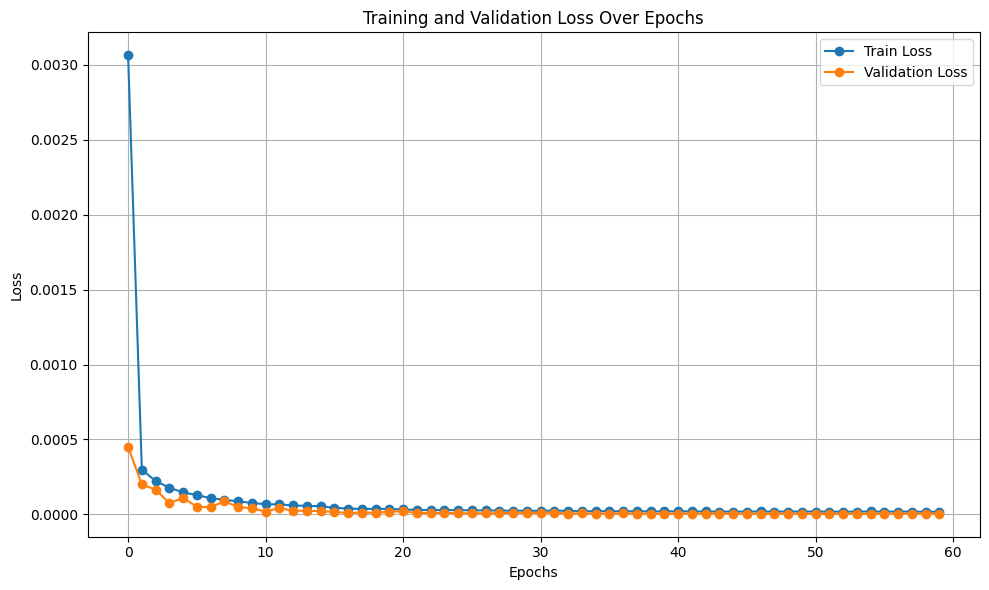 Training and Validation Loss Over Epochs
Train Loss
Validation Loss
Loss
0.0030
0.0025
0.0020
0.0015
0.0010
0.0005
0.0000
0 10 20 30 40 50 60
Epochs